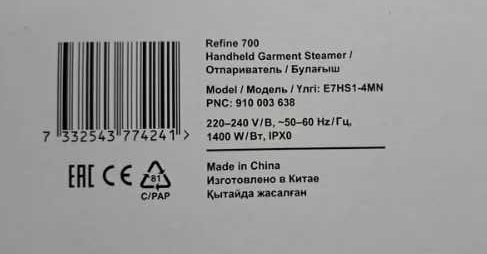 Refine 700
Handheld Garment Steamer /
Отпариватель / Булағыш
Model / Модель / Үлгі: E7HS1-4MN
PNC: 910 003 638
220–240 V/В, ~50–60 Hz/Гц,
1400 W/Вт, IPX0
7 332543 774241 >
Made in China
Изготовлено в Китае
Қытайда жасалған
EAC CE 81
C/PAP